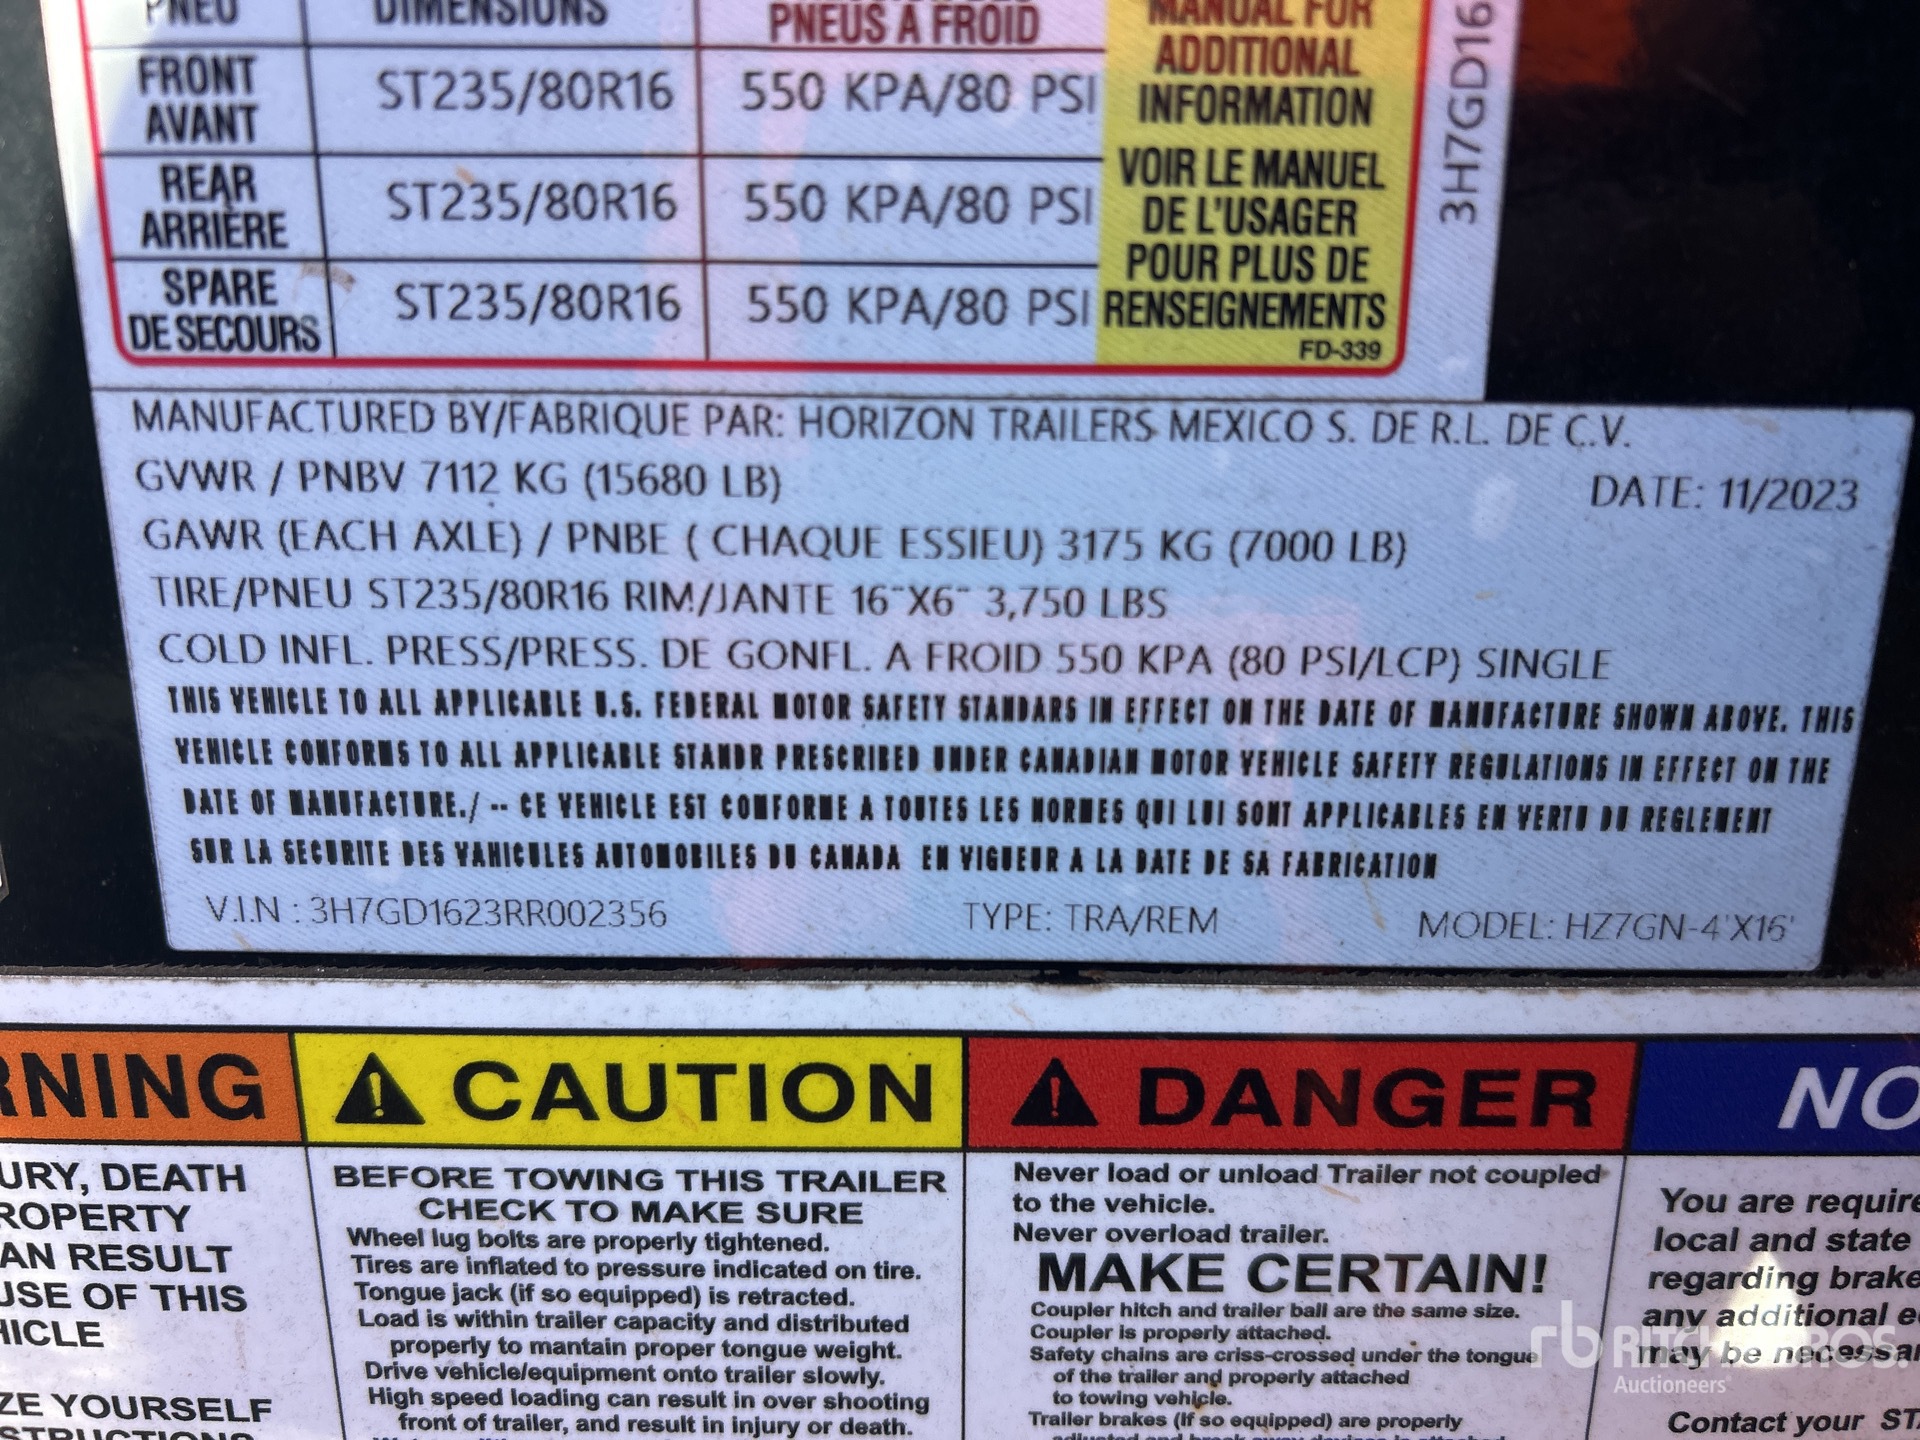 PNEU DIMENSIONS
PNEUS A FROID
MANUAL FOR
ADDITIONAL
INFORMATION
VOIR LE MANUEL
DE L'USAGER
POUR PLUS DE
RENSEIGNEMENTS
FD-339
FRONT
AVANT
ST235/80R16 550 KPA/80 PSI
REAR
ARRIÈRE
ST235/80R16 550 KPA/80 PSI
SPARE
DE SECOURS
ST235/80R16 550 KPA/80 PSI
3H7GD16
MANUFACTURED BY/FABRIQUE PAR: HORIZON TRAILERS MEXICO S. DE R.L. DE C.V.
GVWR / PNBV 7112 KG (15680 LB) DATE: 11/2023
GAWR (EACH AXLE) / PNBE ( CHAQUE ESSIEU) 3175 KG (7000 LB)
TIRE/PNEU ST235/80R16 RIM/JANTE 16"X6" 3,750 LBS
COLD INFL. PRESS/PRESS. DE GONFL. A FROID 550 KPA (80 PSI/LCP) SINGLE
THIS VEHICLE TO ALL APPLICABLE U.S. FEDERAL MOTOR SAFETY STANDARS IN EFFECT ON THE DATE OF MANUFACTURE SHOWN ABOVE. THIS
VEHICLE CONFORMS TO ALL APPLICABLE STANDR PRESCRIBED UNDER CANADIAN MOTOR VEHICLE SAFETY REGULATIONS IN EFFECT ON THE
DATE OF MANUFACTURE./ -- CE VEHICLE EST CONFORME A TOUTES LES NORMES QUI LUI SONT APPLICABLES EN VERTU DU REGLEMENT
SUR LA SECURITE DES VAHICULES AUTOMOBILES DU CANADA EN VIGUEUR A LA DATE DE SA FABRICATION
V.I.N : 3H7GD1623RR002356 TYPE: TRA/REM MODEL: HZ7GN-4'X16'
RNING
URY, DEATH
ROPERTY
AN RESULT
USE OF THIS
HICLE
ZE YOURSELF
STRUCTIONS
CAUTION
BEFORE TOWING THIS TRAILER
CHECK TO MAKE SURE
Wheel lug bolts are properly tightened.
Tires are inflated to pressure indicated on tire.
Tongue jack (if so equipped) is retracted.
Load is within trailer capacity and distributed
properly to mantain proper tongue weight.
Drive vehicle/equipment onto trailer slowly.
High speed loading can result in over shooting
front of trailer, and result in injury or death.
DANGER
Never load or unload Trailer not coupled
to the vehicle.
Never overload trailer.
MAKE CERTAIN!
Coupler hitch and trailer ball are the same size.
Coupler is properly attached.
Safety chains are criss-crossed under the tongue
of the trailer and properly attached
to towing vehicle.
Trailer brakes (If so equipped) are properly
NO
You are require
local and state
regarding brake
any additional e
may be necessar
Contact your STA
rb RITCHIE BROS.
Auctioneers